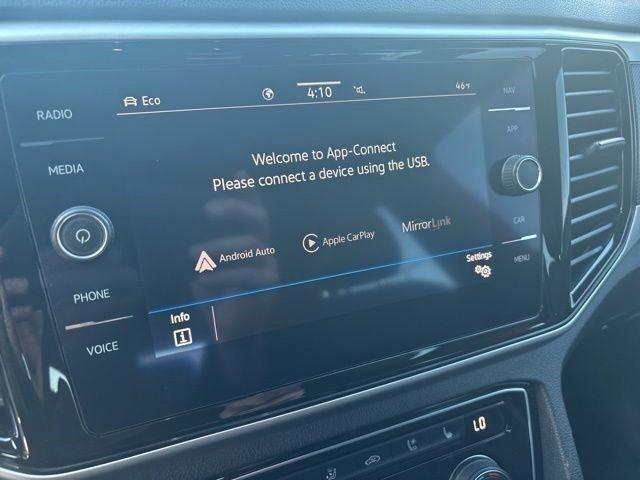 RADIO
MEDIA
PHONE
VOICE
Eco
4:10
46°F
Welcome to App-Connect
Please connect a device using the USB.
Android Auto
Apple CarPlay
MirrorLink
Settings
Info
i
NAV
APP
CAR
MENU
LO